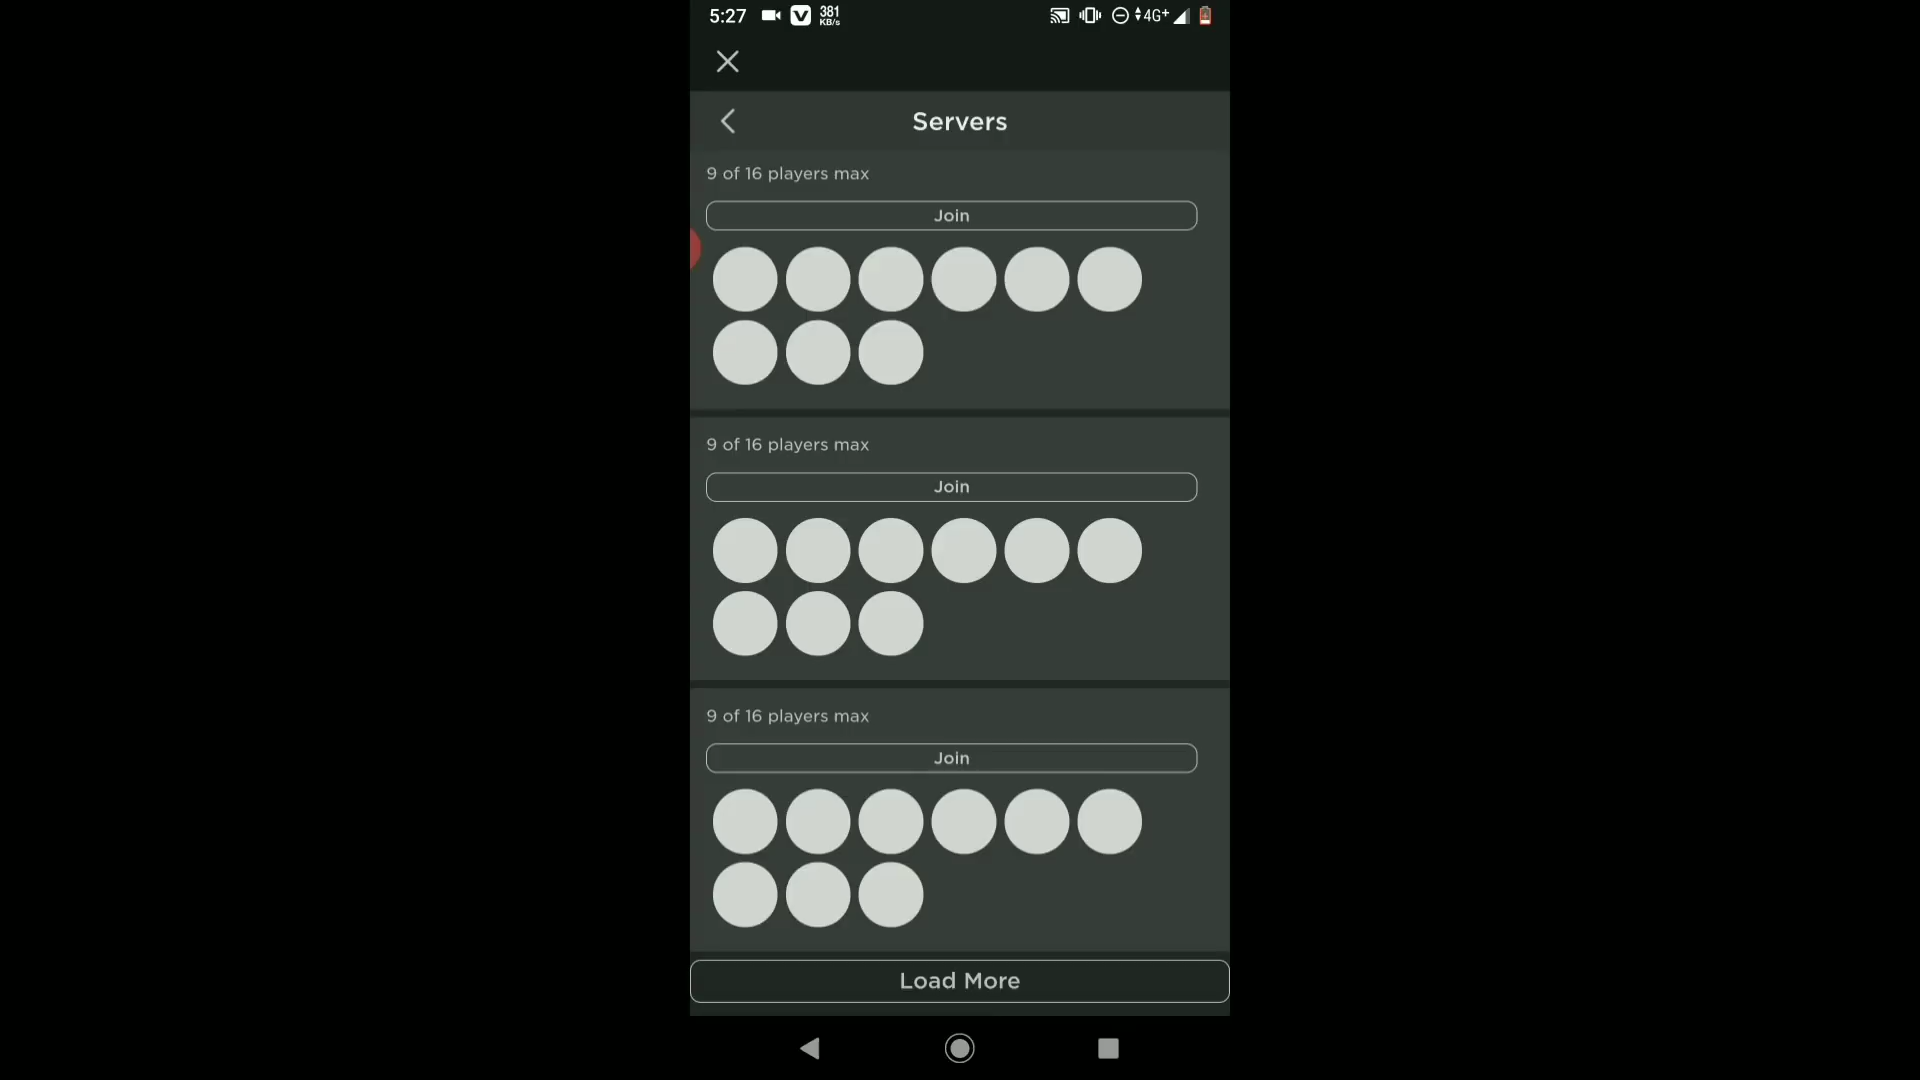 5:27 V 381 KB/s 4G+
Servers
9 of 16 players max
Join
9 of 16 players max
Join
9 of 16 players max
Join
Load More